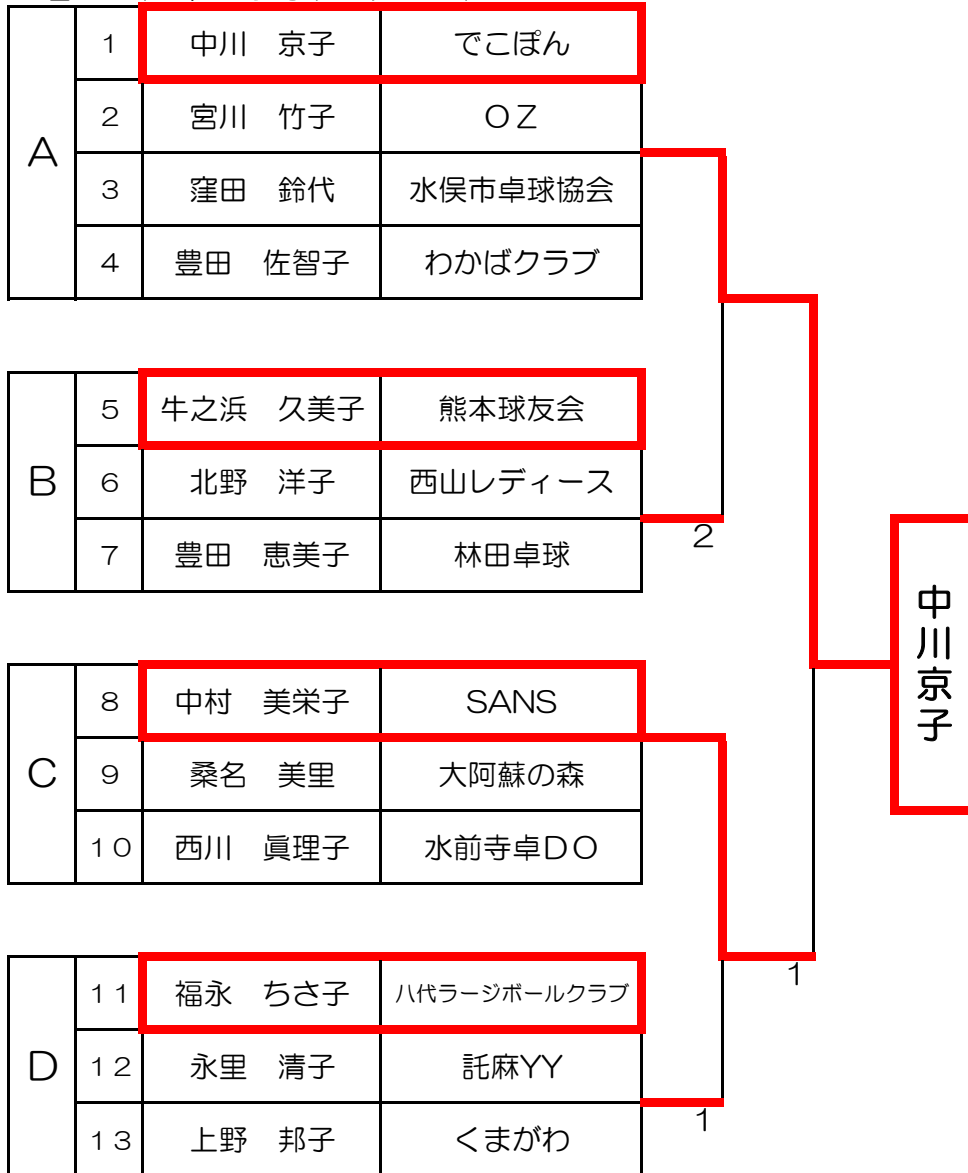 A
1 中川 京子 でこぽん
2 宮川 竹子 OZ
3 窪田 鈴代 水俣市卓球協会
4 豊田 佐智子 わかばクラブ
B
5 牛之浜 久美子 熊本球友会
6 北野 洋子 西山レディース
7 豊田 恵美子 林田卓球
2
中川京子
C
8 中村 美栄子 SANS
9 桑名 美里 大阿蘇の森
10 西川 眞理子 水前寺卓DO
1
D
11 福永 ちさ子 八代ラージボールクラブ
12 永里 清子 託麻YY
13 上野 邦子 くまがわ
1